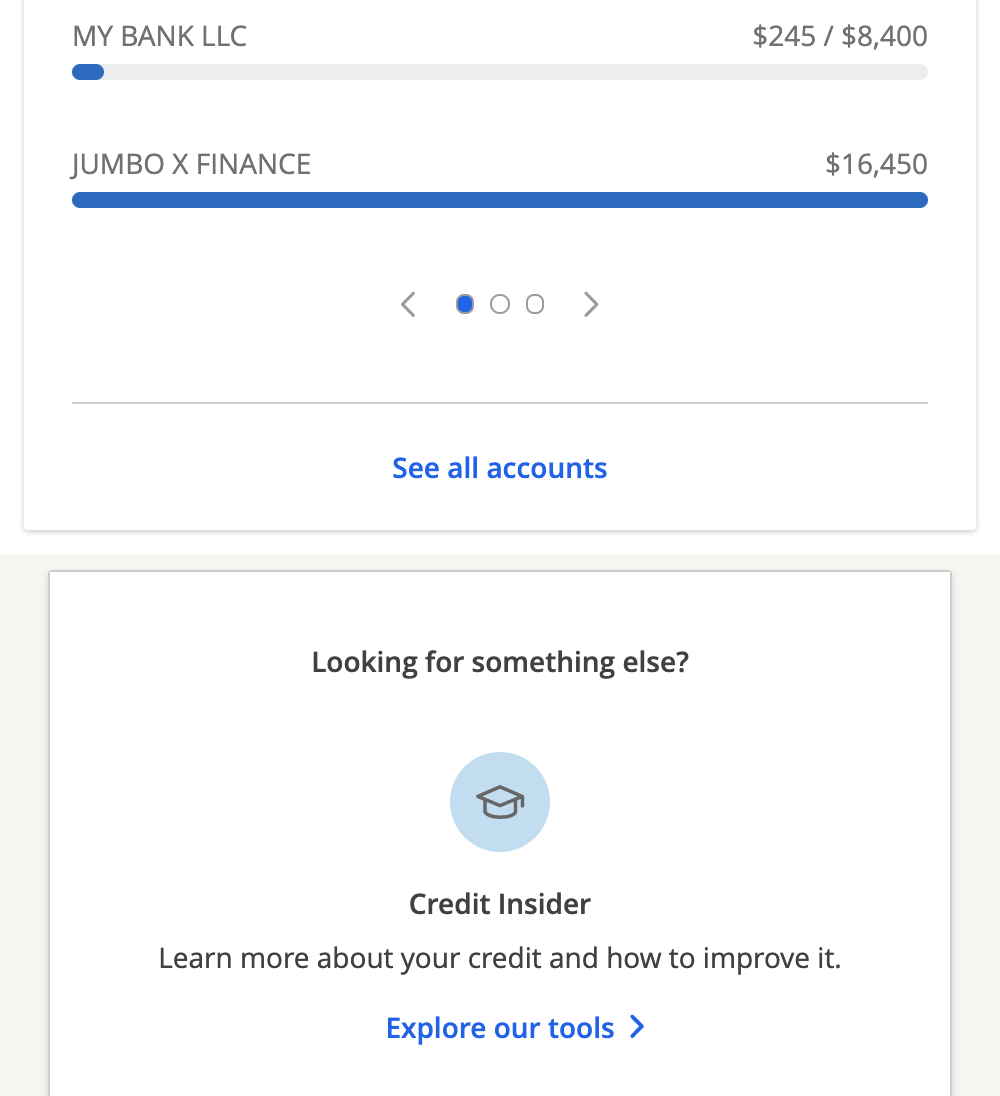 MY BANK LLC $245 / $8,400
JUMBO X FINANCE $16,450
See all accounts
Looking for something else?
Credit Insider
Learn more about your credit and how to improve it.
Explore our tools